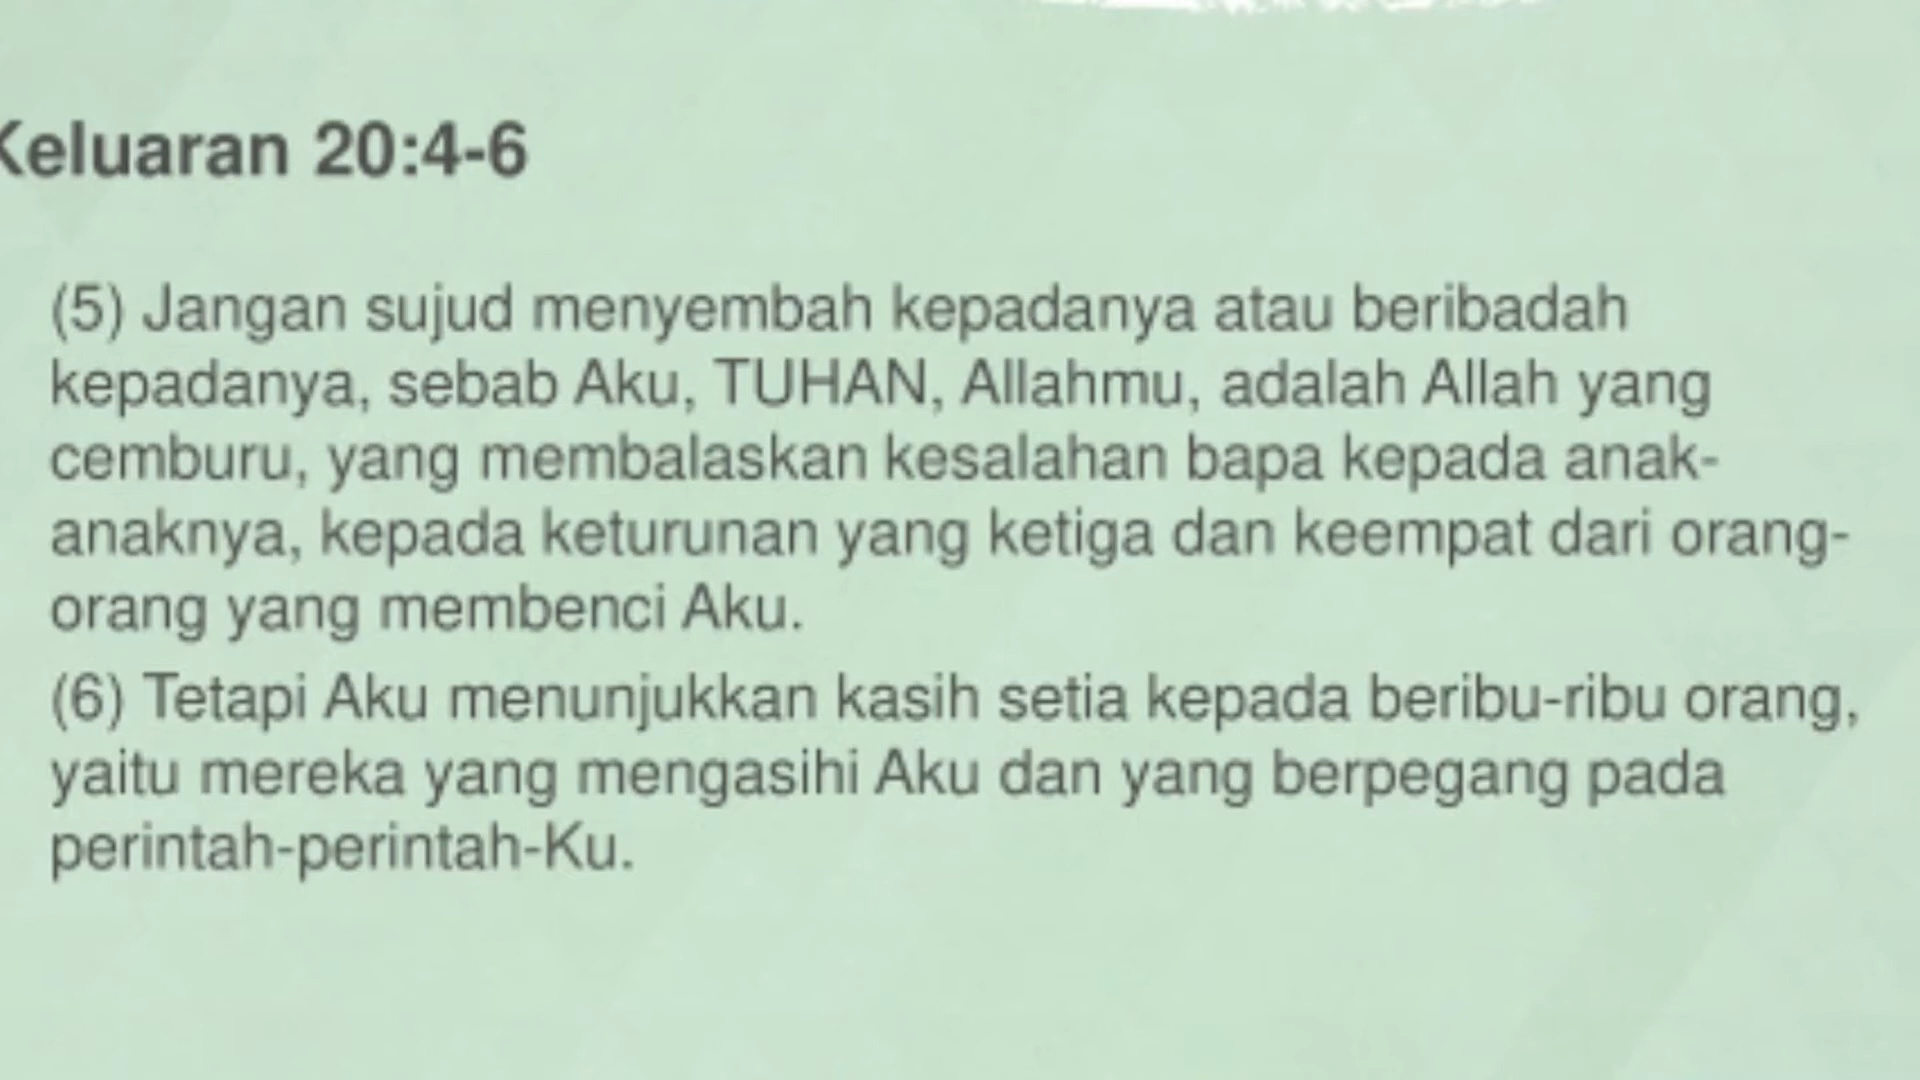 Keluaran 20:4-6
(5) Jangan sujud menyembah kepadanya atau beribadah
kepadanya, sebab Aku, TUHAN, Allahmu, adalah Allah yang
cemburu, yang membalaskan kesalahan bapa kepada anak-
anaknya, kepada keturunan yang ketiga dan keempat dari orang-
orang yang membenci Aku.
(6) Tetapi Aku menunjukkan kasih setia kepada beribu-ribu orang,
yaitu mereka yang mengasihi Aku dan yang berpegang pada
perintah-perintah-Ku.